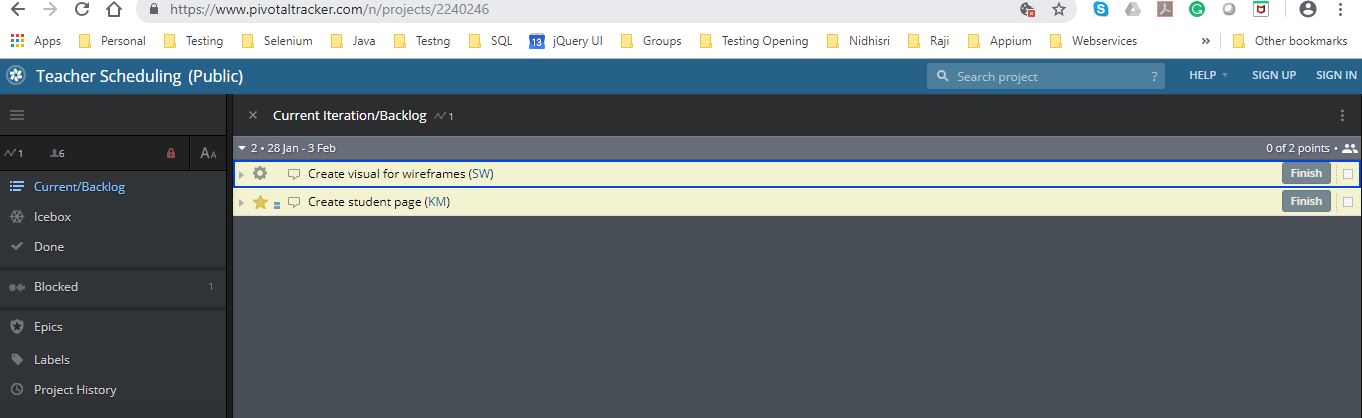 https://www.pivotaltracker.com/n/projects/2240246
Apps Personal Testing Selenium Java Testng SQL 13 jQuery UI Groups Testing Opening Nidhisri Raji Appium Webservices » Other bookmarks
Teacher Scheduling (Public) Search project ? HELP SIGN UP SIGN IN
Current Iteration/Backlog 1
1 6 AA
2 • 28 Jan - 3 Feb 0 of 2 points •
Create visual for wireframes (SW) Finish
Create student page (KM) Finish
Current/Backlog
Icebox
Done
Blocked 1
Epics
Labels
Project History